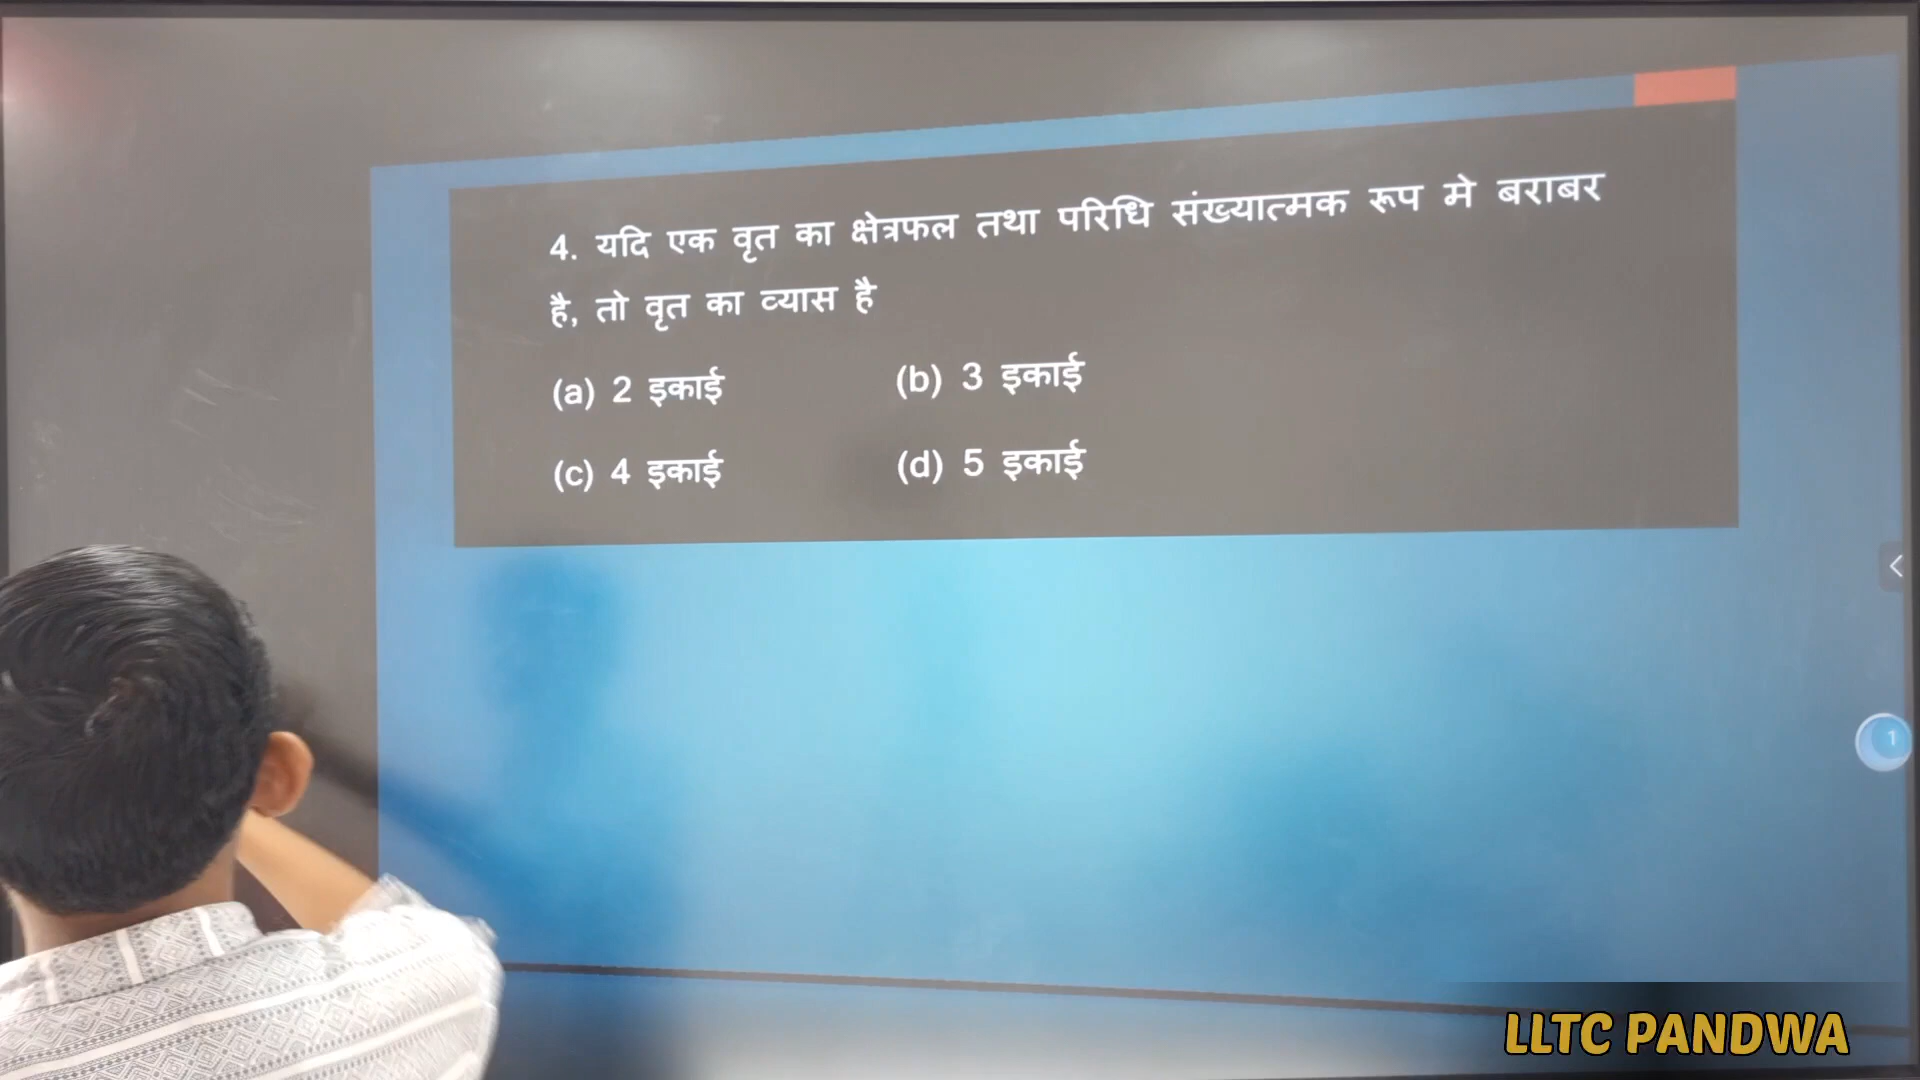 4. यदि एक वृत का क्षेत्रफल तथा परिधि संख्यात्मक रूप मे बराबर
है, तो वृत का व्यास है
(a) 2 इकाई (b) 3 इकाई
(c) 4 इकाई (d) 5 इकाई
1
LLTC PANDWA